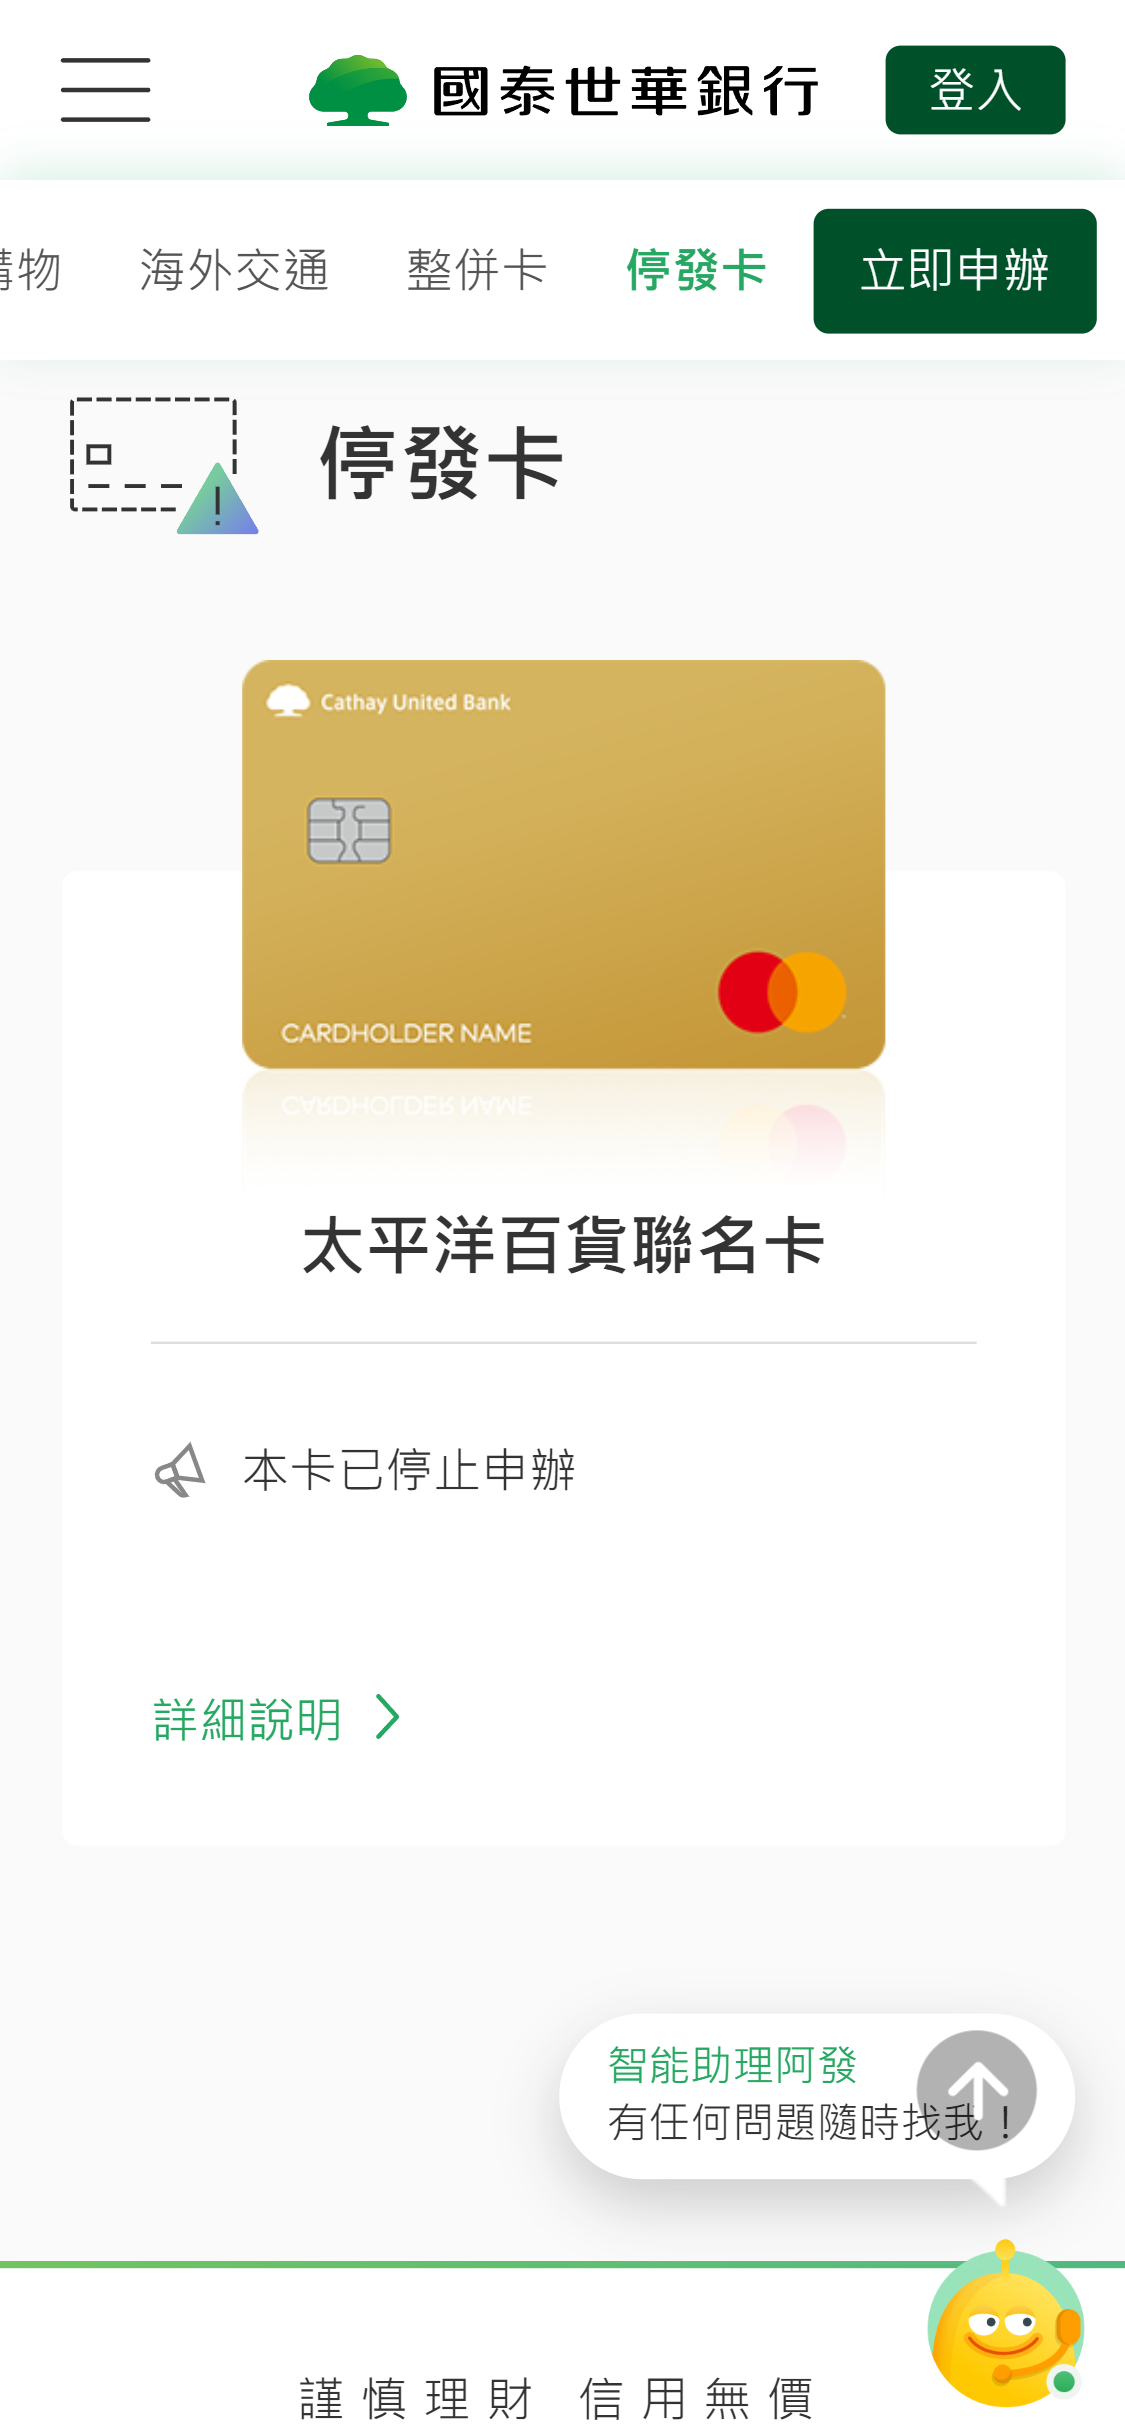 國泰世華銀行
登入
購物 海外交通 整併卡 停發卡 立即申辦
停發卡
Cathay United Bank
CARDHOLDER NAME
太平洋百貨聯名卡
本卡已停止申辦
詳細說明
智能助理阿發
有任何問題隨時找我！
謹慎理財 信用無價